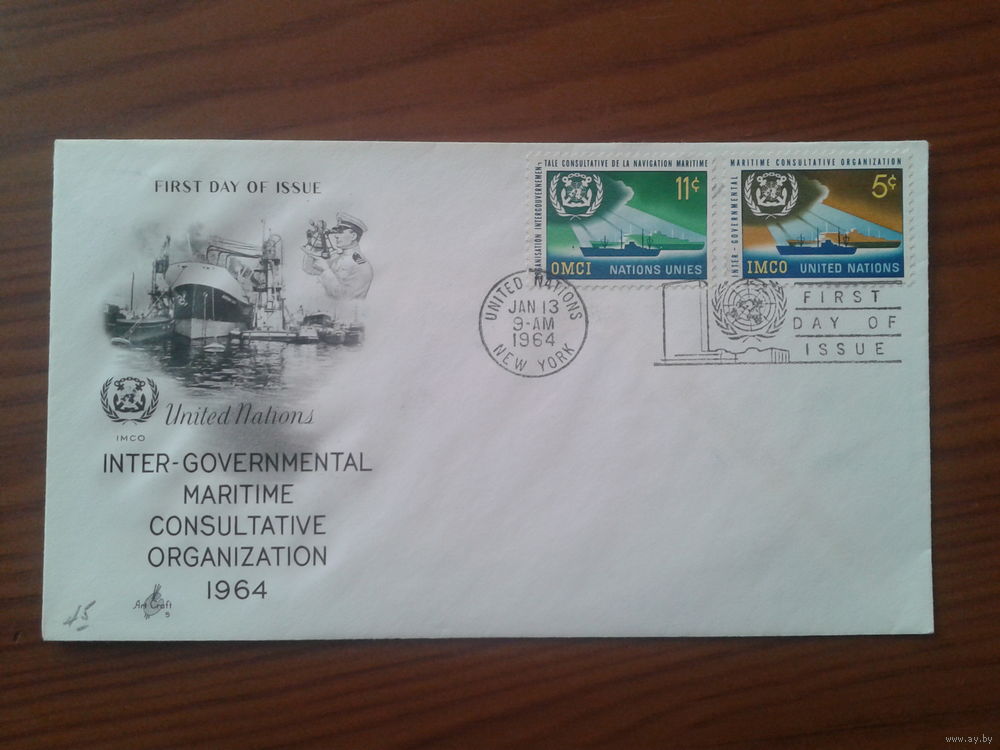 FIRST DAY OF ISSUE
ORGANISATION INTERGOUVERNEMEN-
TALE CONSULTATIVE DE LA NAVIGATION MARITIME
11¢
OMCI NATIONS UNIES
INTER-GOVERNMENTAL
MARITIME CONSULTATIVE ORGANIZATION
5¢
IMCO UNITED NATIONS
UNITED NATIONS
JAN 13
9-AM
1964
NEW YORK
FIRST
DAY OF
ISSUE
IMCO
United Nations
INTER-GOVERNMENTAL
MARITIME
CONSULTATIVE
ORGANIZATION
1964
Art Craft
S
45
www.ay.by